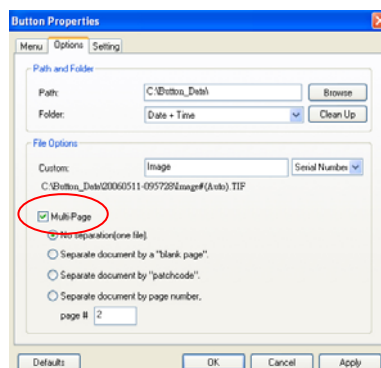 Button Properties
Menu Options Setting
Path and Folder
Path: C:\Button_Data\ Browse
Folder: Date + Time Clean Up
File Options
Custom: Image Serial Number
C:\Button_Data\20060511-095728\Image#(Auto).TIF
Multi-Page
No separation(one file).
Separate document by a "blank page".
Separate document by "patchcode".
Separate document by page number,
page # 2
Defaults OK Cancel Apply